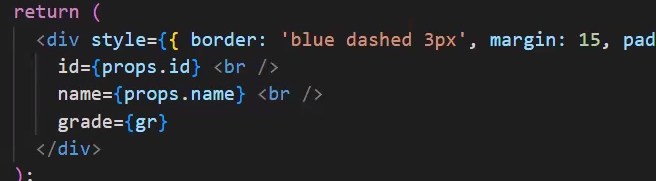 return (
<div style={{ border: 'blue dashed 3px', margin: 15, pad
id={props.id} <br />
name={props.name} <br />
grade={gr}
</div>
);